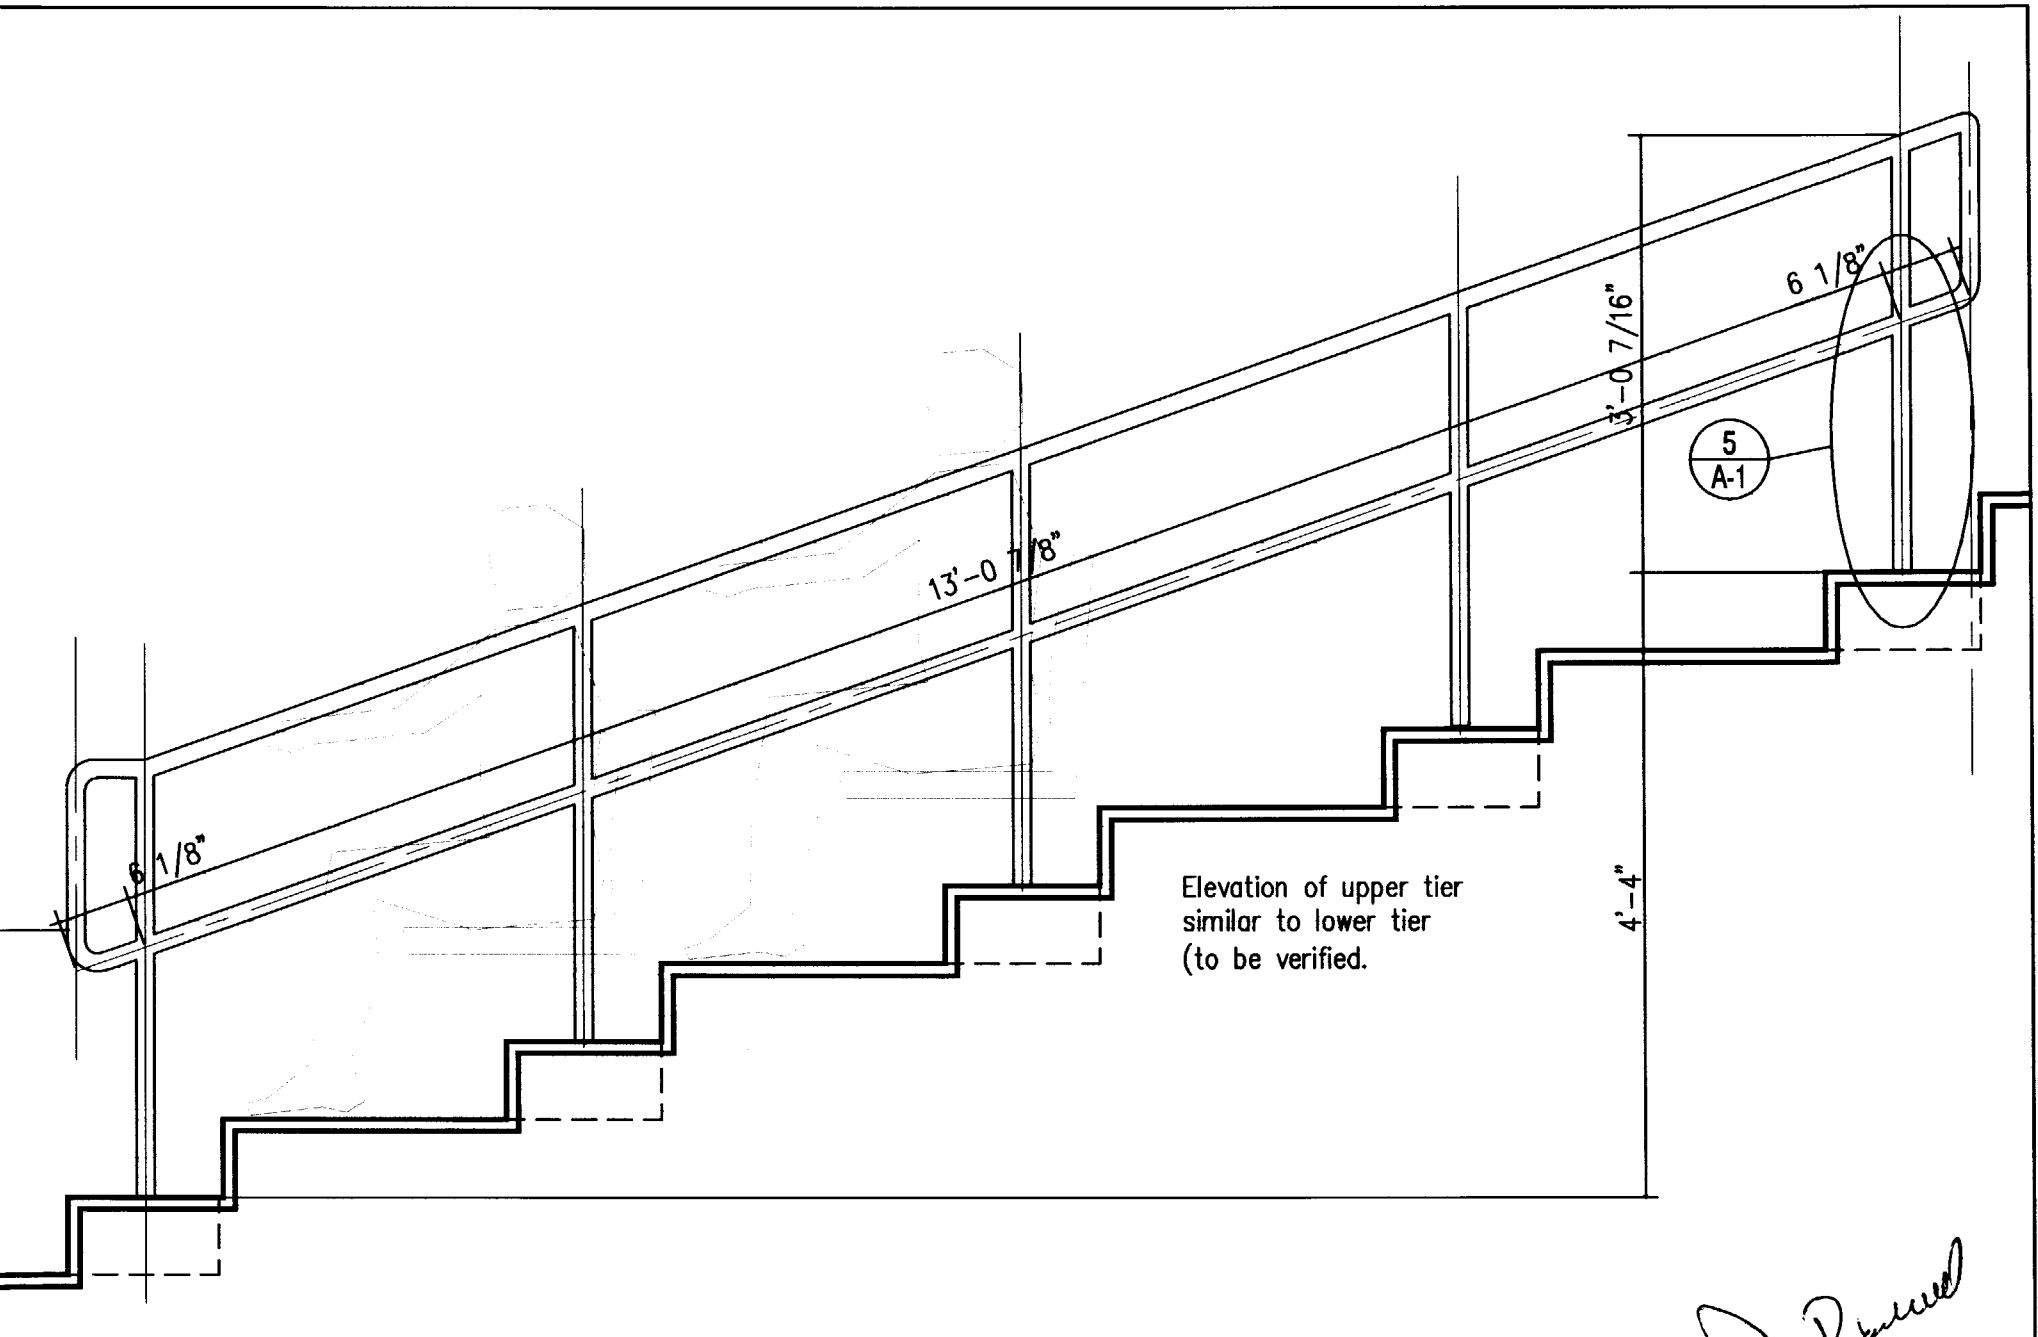 6 1/8"
3'-0 7/16"
5
A-1
13'-0 1/8"
6 1/8"
Elevation of upper tier
similar to lower tier
(to be verified.
4'-4"